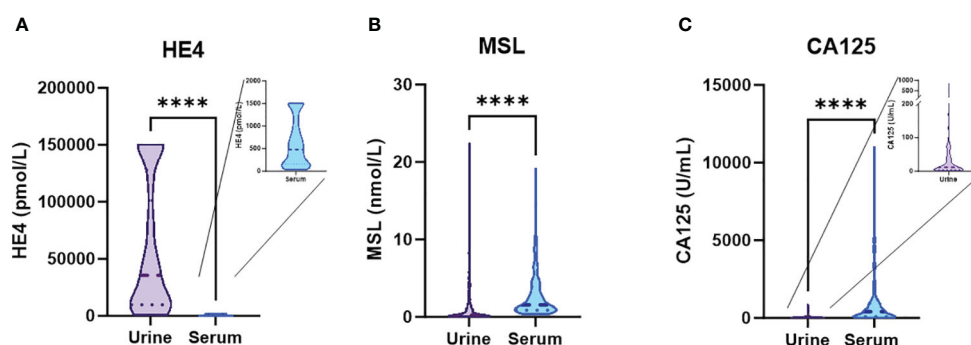 A
HE4
HE4 (pmol/L)
200000
150000
100000
50000
0
****
Urine
Serum
HE4 (pmol/L)
2000
1500
1000
500
0
Serum
B
MSL
MSL (nmol/L)
30
20
10
0
****
Urine
Serum
C
CA125
CA125 (U/mL)
15000
10000
5000
0
****
Urine
Serum
CA125 (U/mL)
1000
500
200
100
0
Urine